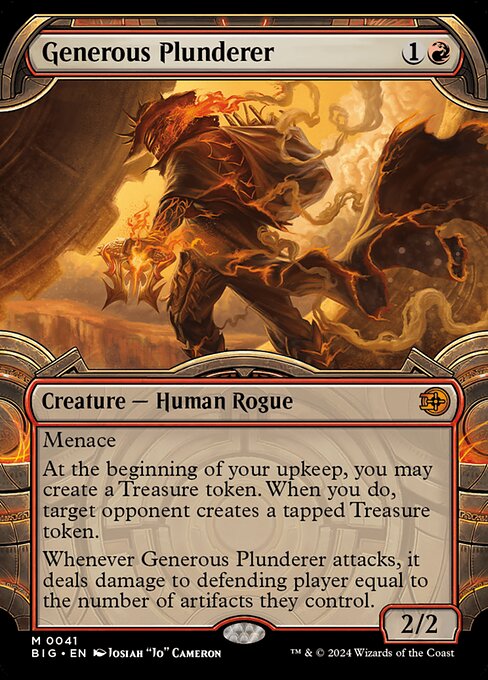 Generous Plunderer 1
Creature — Human Rogue
Menace
At the beginning of your upkeep, you may
create a Treasure token. When you do,
target opponent creates a tapped Treasure
token.
Whenever Generous Plunderer attacks, it
deals damage to defending player equal to
the number of artifacts they control.
2/2
M 0041
BIG • EN Josiah "Jo" Cameron
™ & © 2024 Wizards of the Coast